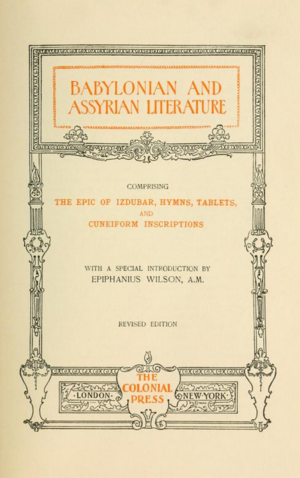 BABYLONIAN AND
ASSYRIAN LITERATURE
COMPRISING
THE EPIC OF IZDUBAR, HYMNS, TABLETS,
AND
CUNEIFORM INSCRIPTIONS
WITH A SPECIAL INTRODUCTION BY
EPIPHANIUS WILSON, A.M.
REVISED EDITION
THE
COLONIAL
PRESS
·LONDON· ·NEW·YORK·